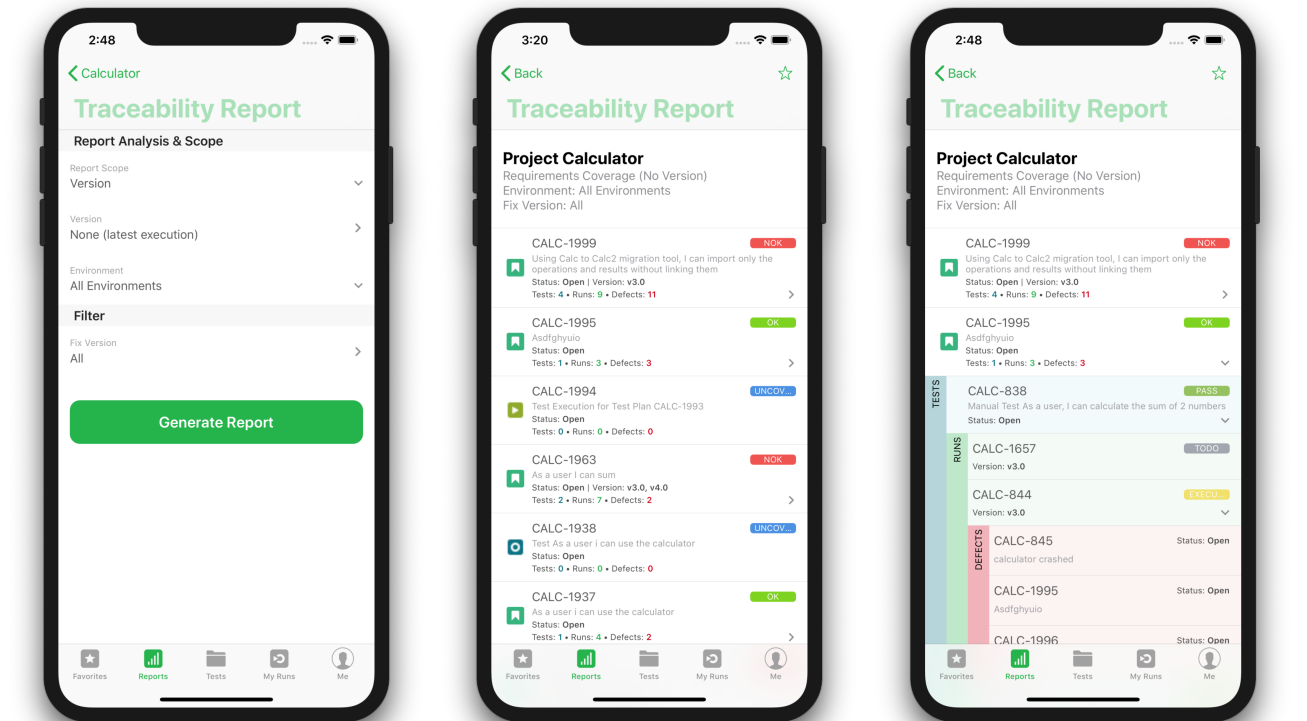 2:48
Calculator
Traceability Report
Report Analysis & Scope
Report Scope
Version
Version
None (latest execution)
Environment
All Environments
Filter
Fix Version
All
Generate Report
Favorites
Reports
Tests
My Runs
Me
3:20
Back
Traceability Report
Project Calculator
Requirements Coverage (No Version)
Environment: All Environments
Fix Version: All
CALC-1999 NOK
Using Calc to Calc2 migration tool, I can import only the
operations and results without linking them
Status: Open | Version: v3.0
Tests: 4 • Runs: 9 • Defects: 11
CALC-1995 OK
Asdfghyuio
Status: Open
Tests: 1 • Runs: 3 • Defects: 3
CALC-1994 UNCOV...
Test Execution for Test Plan CALC-1993
Status: Open
Tests: 0 • Runs: 0 • Defects: 0
CALC-1963 NOK
As a user I can sum
Status: Open | Version: v3.0, v4.0
Tests: 2 • Runs: 7 • Defects: 2
CALC-1938 UNCOV...
Test As a user i can use the calculator
Status: Open
Tests: 0 • Runs: 0 • Defects: 0
CALC-1937 OK
As a user i can use the calculator
Status: Open
Tests: 1 • Runs: 4 • Defects: 2
Favorites
Reports
Tests
My Runs
Me
2:48
Back
Traceability Report
Project Calculator
Requirements Coverage (No Version)
Environment: All Environments
Fix Version: All
CALC-1999 NOK
Using Calc to Calc2 migration tool, I can import only the
operations and results without linking them
Status: Open | Version: v3.0
Tests: 4 • Runs: 9 • Defects: 11
CALC-1995 OK
Asdfghyuio
Status: Open
Tests: 1 • Runs: 3 • Defects: 3
TESTS
CALC-838 PASS
Manual Test As a user, I can calculate the sum of 2 numbers
Status: Open
RUNS
CALC-1657 TODO
Version: v3.0
CALC-844 EXECU...
Version: v3.0
DEFECTS
CALC-845 Status: Open
calculator crashed
CALC-1995 Status: Open
Asdfghyuio
CALC-1996 Status: Open
Favorites
Reports
Tests
My Runs
Me